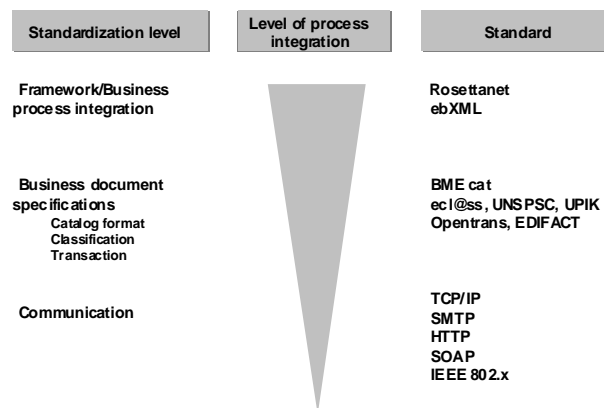 Standardization level
Level of process
integration
Standard
Framework/Business
process integration
Rosettanet
ebXML
Business document
specifications
Catalog format
Classification
Transaction
BME cat
ecl@ss, UNSPSC, UPIK
Opentrans, EDIFACT
Communication
TCP/IP
SMTP
HTTP
SOAP
IEEE 802.x